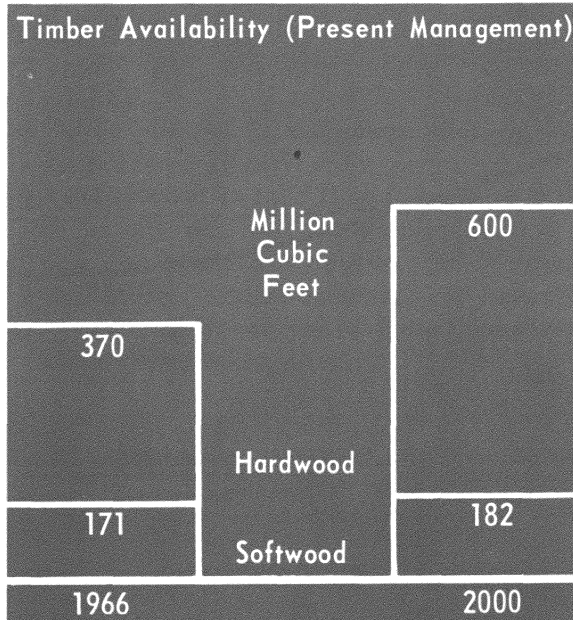 Timber Availability (Present Management)
Million
Cubic
Feet
600
370
Hardwood
171
182
Softwood
1966
2000